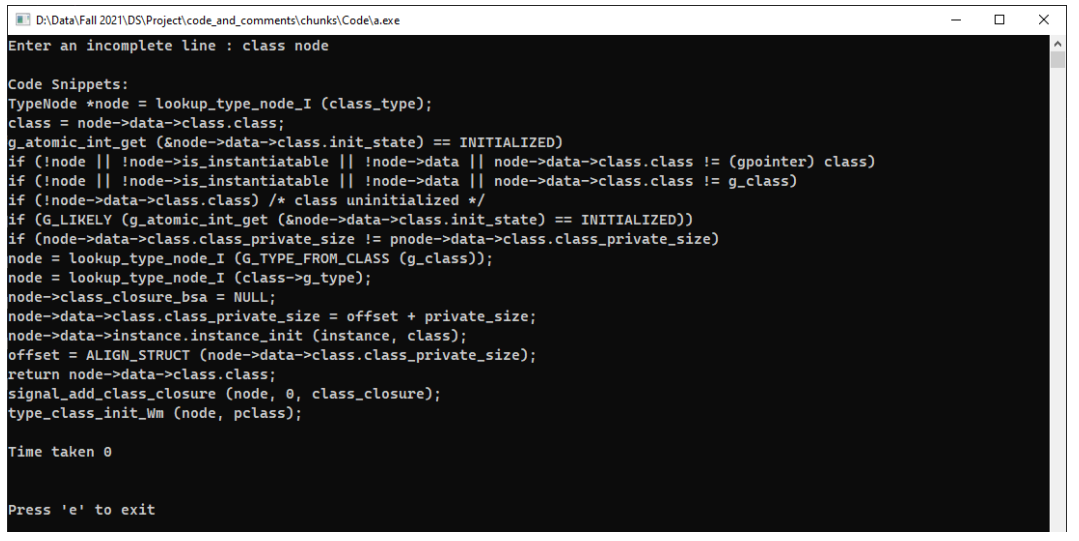 D:\Data\Fall 2021\DS\Project\code_and_comments\chunks\Code\a.exe
Enter an incomplete line : class node
Code Snippets:
TypeNode *node = lookup_type_node_I (class_type);
class = node->data->class.class;
g_atomic_int_get (&node->data->class.init_state) == INITIALIZED)
if (!node || !node->is_instantiatable || !node->data || node->data->class.class != (gpointer) class)
if (!node || !node->is_instantiatable || !node->data || node->data->class.class != g_class)
if (!node->data->class.class) /* class uninitialized */
if (G_LIKELY (g_atomic_int_get (&node->data->class.init_state) == INITIALIZED))
if (node->data->class.class_private_size != pnode->data->class.class_private_size)
node = lookup_type_node_I (G_TYPE_FROM_CLASS (g_class));
node = lookup_type_node_I (class->g_type);
node->class_closure_bsa = NULL;
node->data->class.class_private_size = offset + private_size;
node->data->instance.instance_init (instance, class);
offset = ALIGN_STRUCT (node->data->class.class_private_size);
return node->data->class.class;
signal_add_class_closure (node, 0, class_closure);
type_class_init_Wm (node, pclass);
Time taken 0
Press 'e' to exit